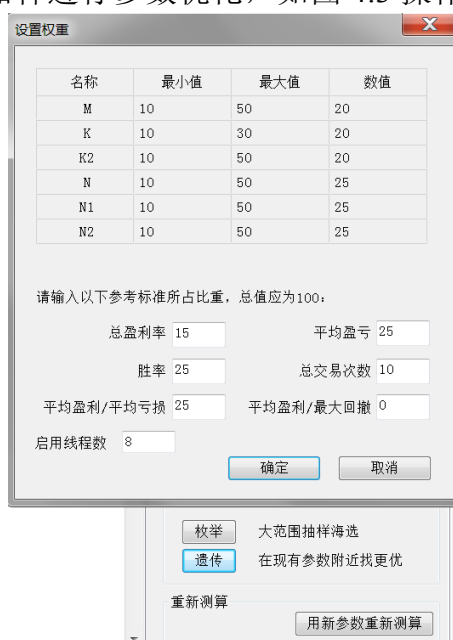 设置权重
名称 最小值 最大值 数值
M 10 50 20
K 10 30 20
K2 10 50 20
N 10 50 25
N1 10 50 25
N2 10 50 25
请输入以下参考标准所占比重，总值应为100：
总盈利率 15 平均盈亏 25
胜率 25 总交易次数 10
平均盈利/平均亏损 25 平均盈利/最大回撤 0
启用线程数 8
确定 取消
枚举 大范围抽样海选
遗传 在现有参数附近找更优
重新测算
用新参数重新测算